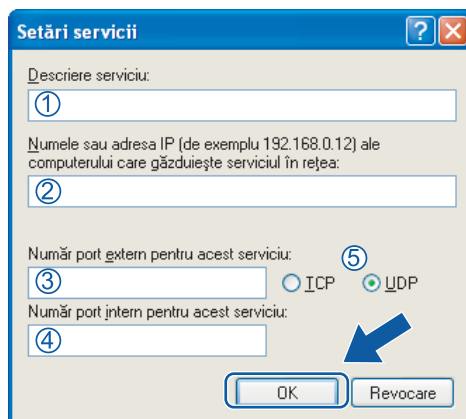 Setări servicii
Descriere serviciu:
①
Numele sau adresa IP (de exemplu 192.168.0.12) ale
computerului care găzduiește serviciul în rețea:
②
Număr port extern pentru acest serviciu:
⑤
③ TCP UDP
Număr port intern pentru acest serviciu:
④
OK Revocare